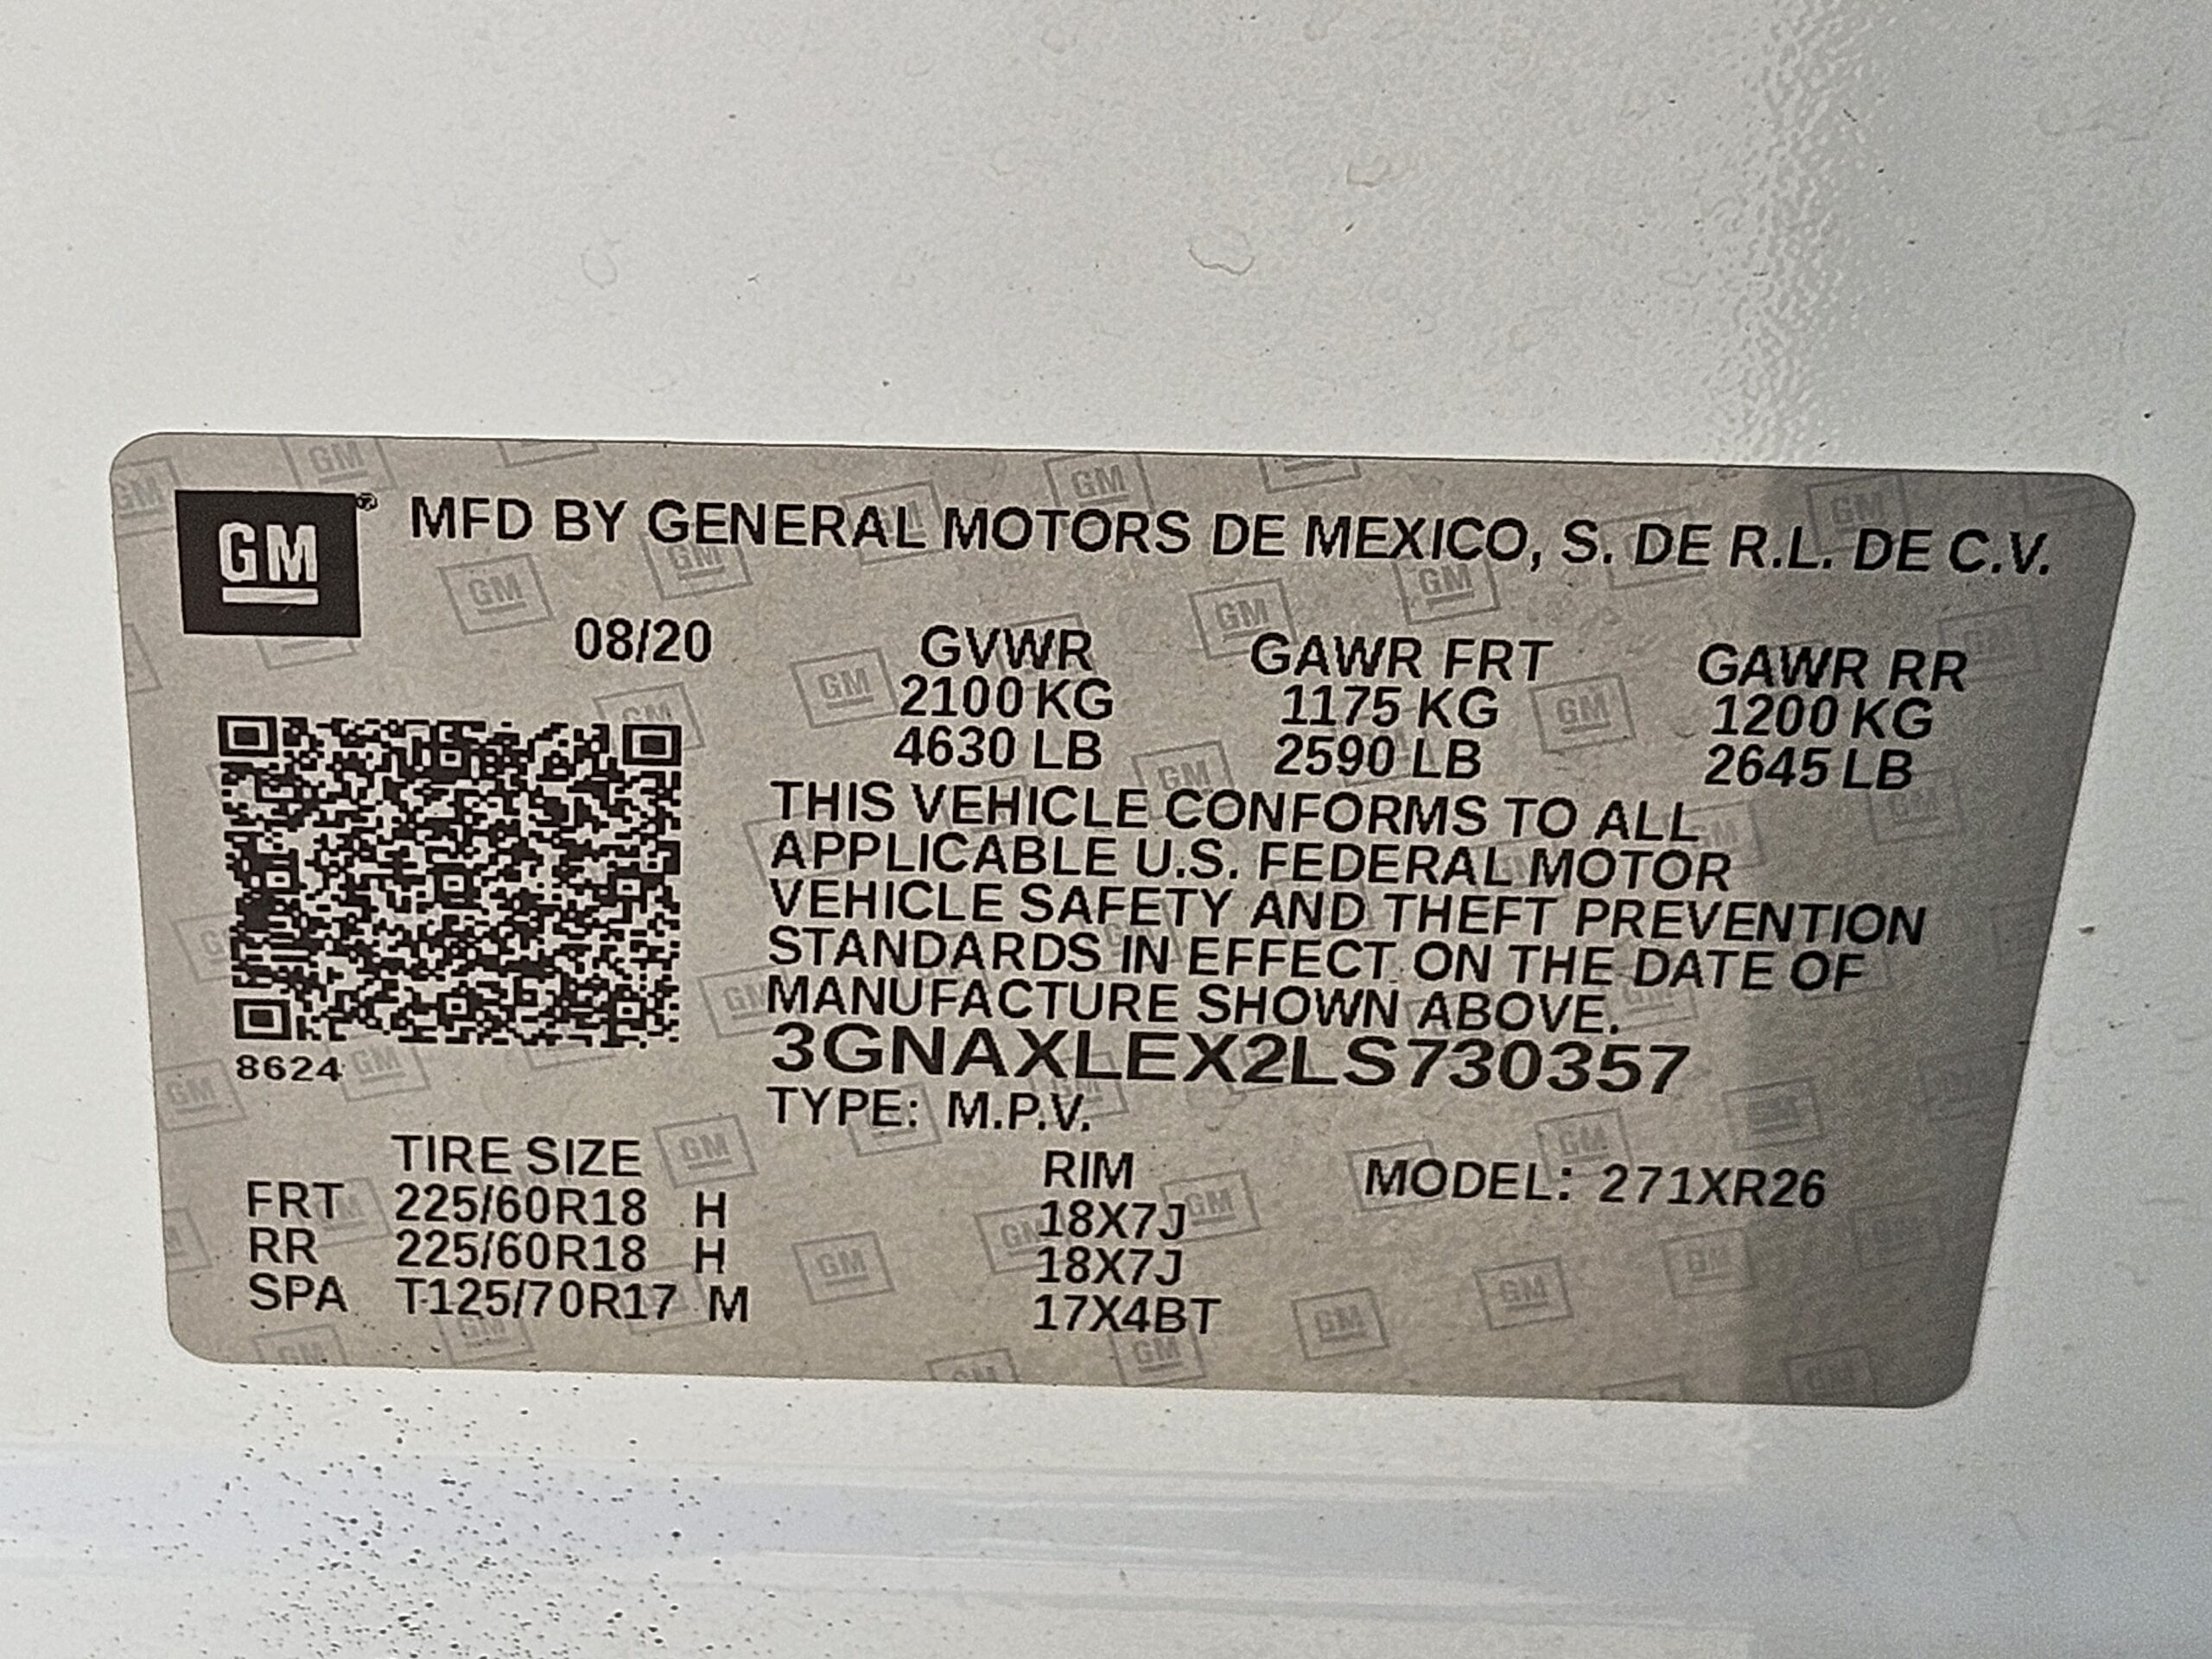 GM ® MFD BY GENERAL MOTORS DE MEXICO, S. DE R.L. DE C.V.
08/20 GVWR GAWR FRT GAWR RR
2100 KG 1175 KG 1200 KG
4630 LB 2590 LB 2645 LB
THIS VEHICLE CONFORMS TO ALL
APPLICABLE U.S. FEDERAL MOTOR
VEHICLE SAFETY AND THEFT PREVENTION
STANDARDS IN EFFECT ON THE DATE OF
MANUFACTURE SHOWN ABOVE.
8624 3GNAXLEX2LS730357
TYPE: M.P.V.
TIRE SIZE RIM MODEL: 271XR26
FRT 225/60R18 H 18X7J
RR 225/60R18 H 18X7J
SPA T125/70R17 M 17X4BT